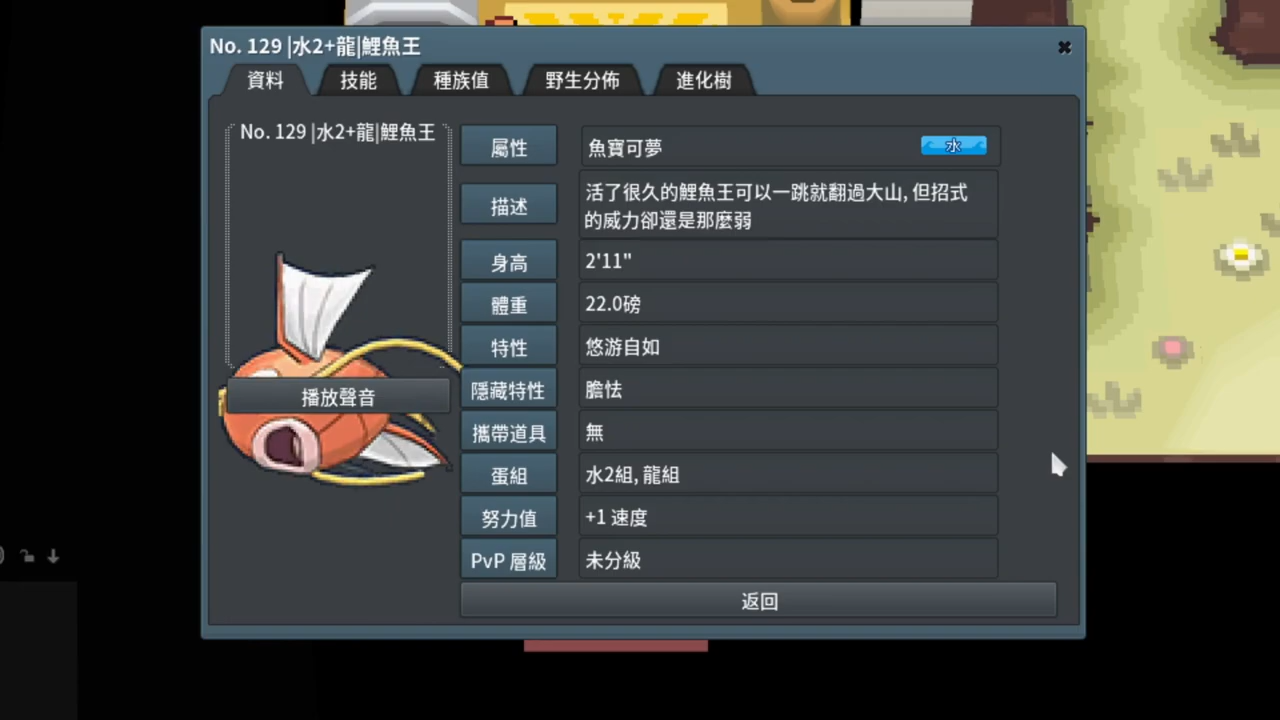 No. 129 |水2+龍|鯉魚王
資料 技能 種族值 野生分佈 進化樹
No. 129 |水2+龍|鯉魚王
播放聲音
屬性 魚寶可夢 水
描述 活了很久的鯉魚王可以一跳就翻過大山, 但招式
的威力卻還是那麼弱
身高 2'11"
體重 22.0磅
特性 悠游自如
隱藏特性 膽怯
攜帶道具 無
蛋組 水2組, 龍組
努力值 +1 速度
PvP 層級 未分級
返回